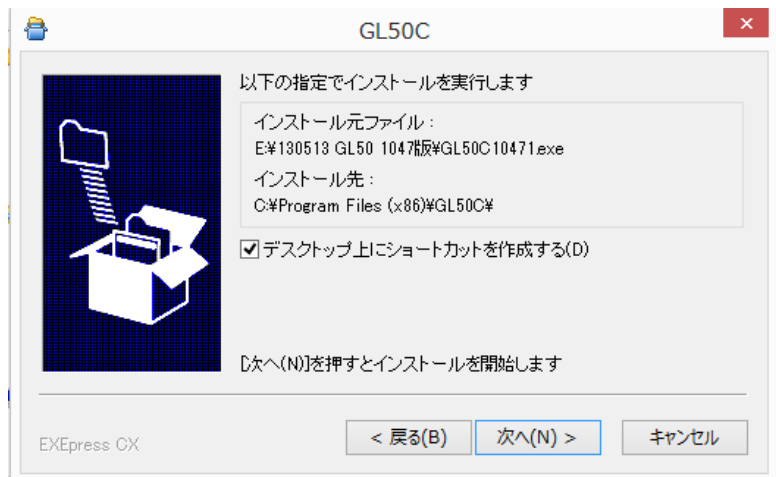 GL50C
以下の指定でインストールを実行します
インストール元ファイル：
E:¥130513 GL50 1047版¥GL50C10471.exe
インストール先：
C:¥Program Files (x86)¥GL50C¥
デスクトップ上にショートカットを作成する(D)
[次へ(N)]を押すとインストールを開始します
EXEpress CX
< 戻る(B)
次へ(N) >
キャンセル